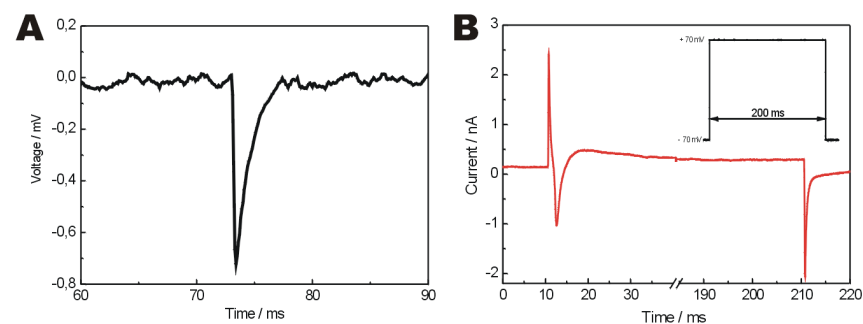 A
0,2
0,0
-0,2
-0,4
-0,6
-0,8
Voltage / mV
60 70 80 90
Time / ms
B
3
2
1
0
-1
-2
Current / nA
+ 70 mV
200 ms
- 70 mV
0 10 20 30 190 200 210 220
Time / ms